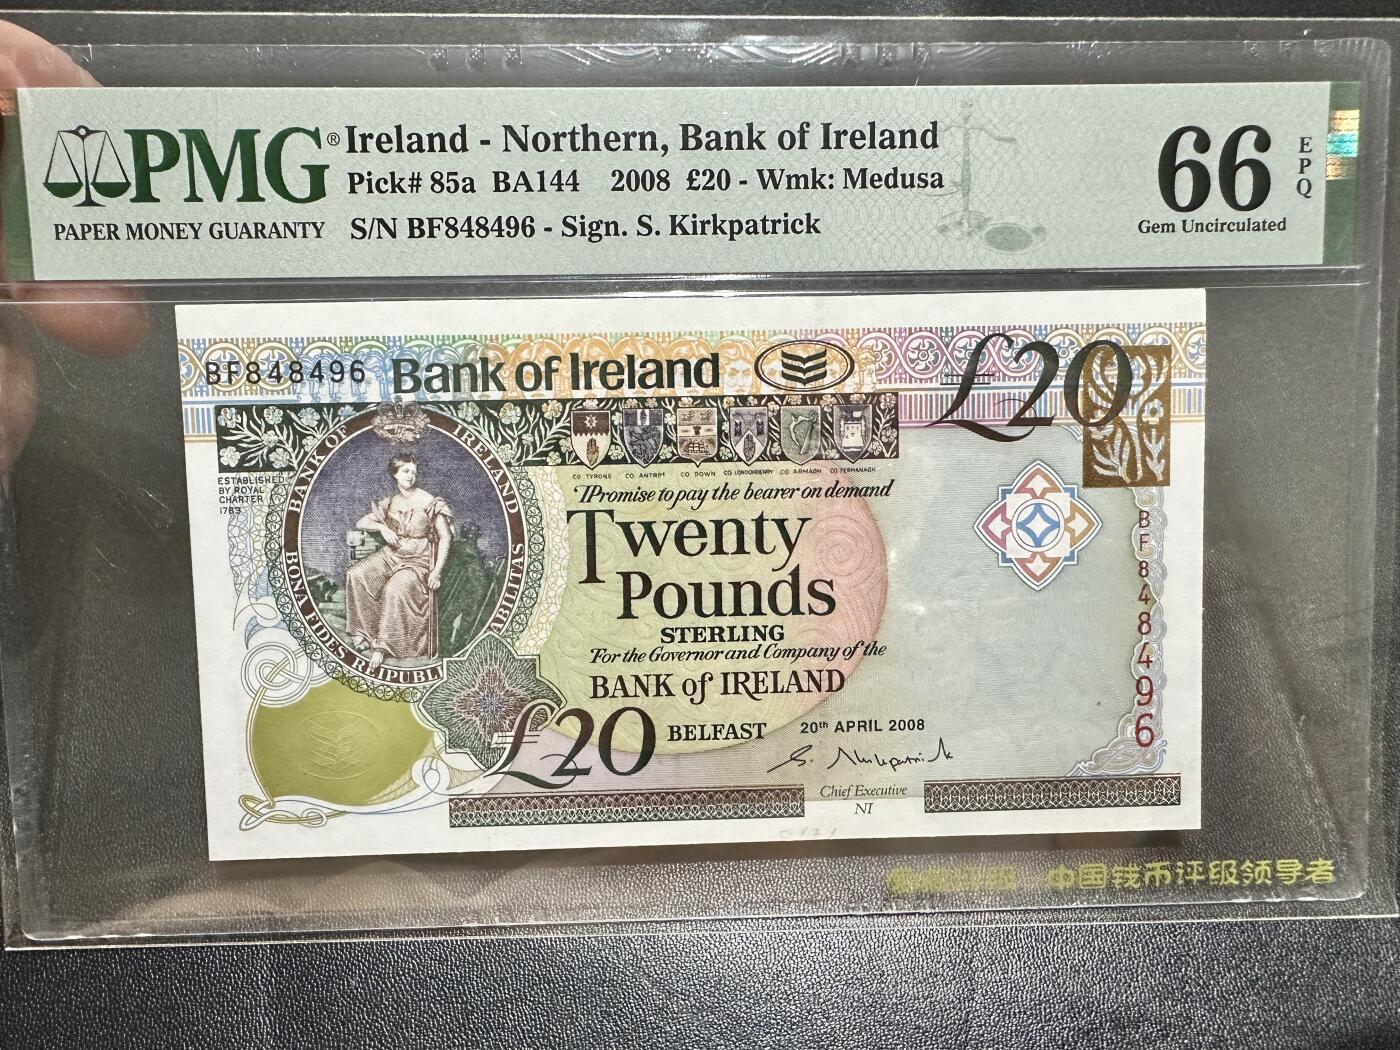 PMG®
PAPER MONEY GUARANTY
Ireland - Northern, Bank of Ireland
Pick# 85a BA144 2008 £20 - Wmk: Medusa
S/N BF848496 - Sign. S. Kirkpatrick
66
EPQ
Gem Uncirculated
BF848496
Bank of Ireland
£20
ESTABLISHED
BY ROYAL
CHARTER
1783
BANK OF IRELAND
BONA FIDES REIPUBL
ABILITAS
CO TYRONE CO ANTRIM CO DOWN CO LONDONDERRY CO ARMAGH CO FERMANAGH
I Promise to pay the bearer on demand
Twenty
Pounds
STERLING
For the Governor and Company of the
BANK of IRELAND
£20
BELFAST 20th APRIL 2008
S. Kirkpatrick
Chief Executive
NI
BF848496
中国钱币评级领导者